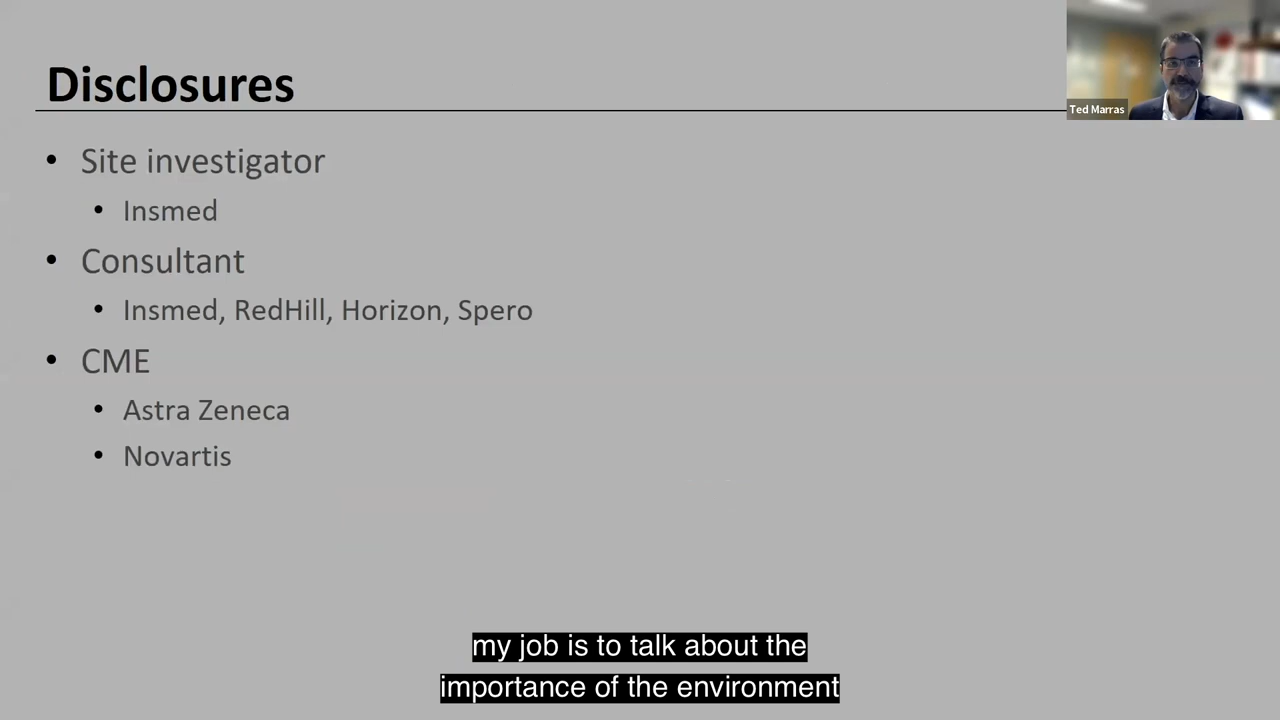 Disclosures
Ted Marras
• Site investigator
• Insmed
• Consultant
• Insmed, RedHill, Horizon, Spero
• CME
• Astra Zeneca
• Novartis
my job is to talk about the
importance of the environment